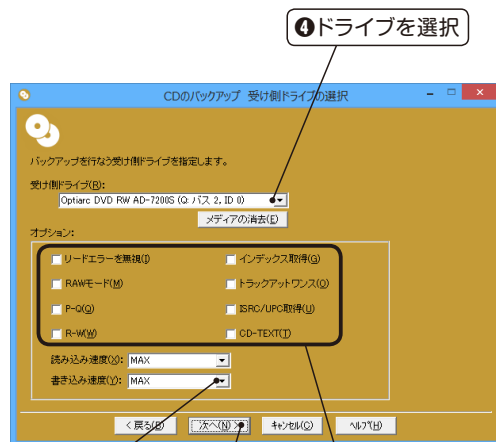 ❹ドライブを選択
CDのバックアップ 受け側ドライブの選択
バックアップを行なう受け側ドライブを指定します。
受け側ドライブ(R):
Optiarc DVD RW AD-7200S (Q: バス 2, ID 0)
メディアの消去(E)
オプション:
リードエラーを無視(I) インデックス取得(G)
RAWモード(M) トラックアットワンス(O)
P-Q(Q) ISRC/UPC取得(U)
R-W(W) CD-TEXT(T)
読み込み速度(X): MAX
書き込み速度(Y): MAX
< 戻る(B) 次へ(N) > キャンセル(C) ヘルプ(H)